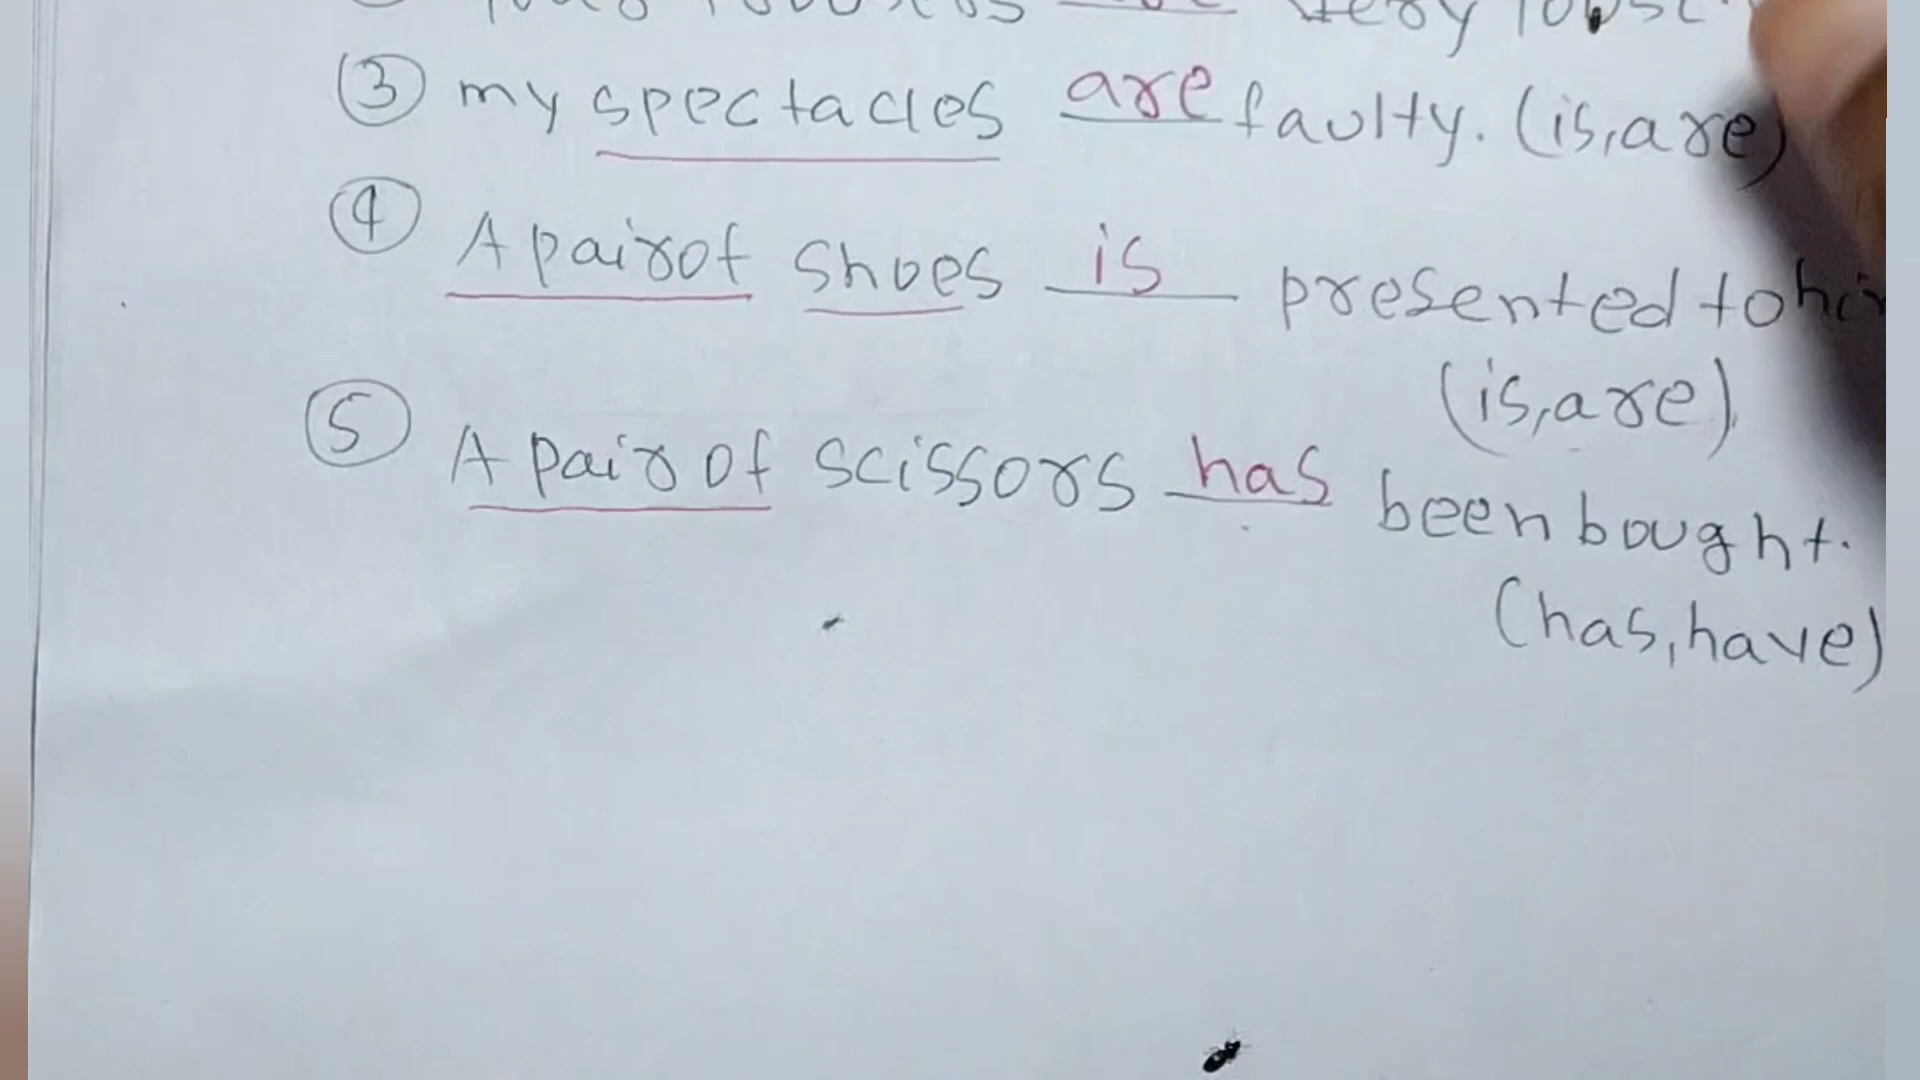 very
③ my spectacles are faulty. (is, are)
④ A pair of shoes is presented to
(is, are)
⑤ A pair of scissors has been bought.
(has, have)